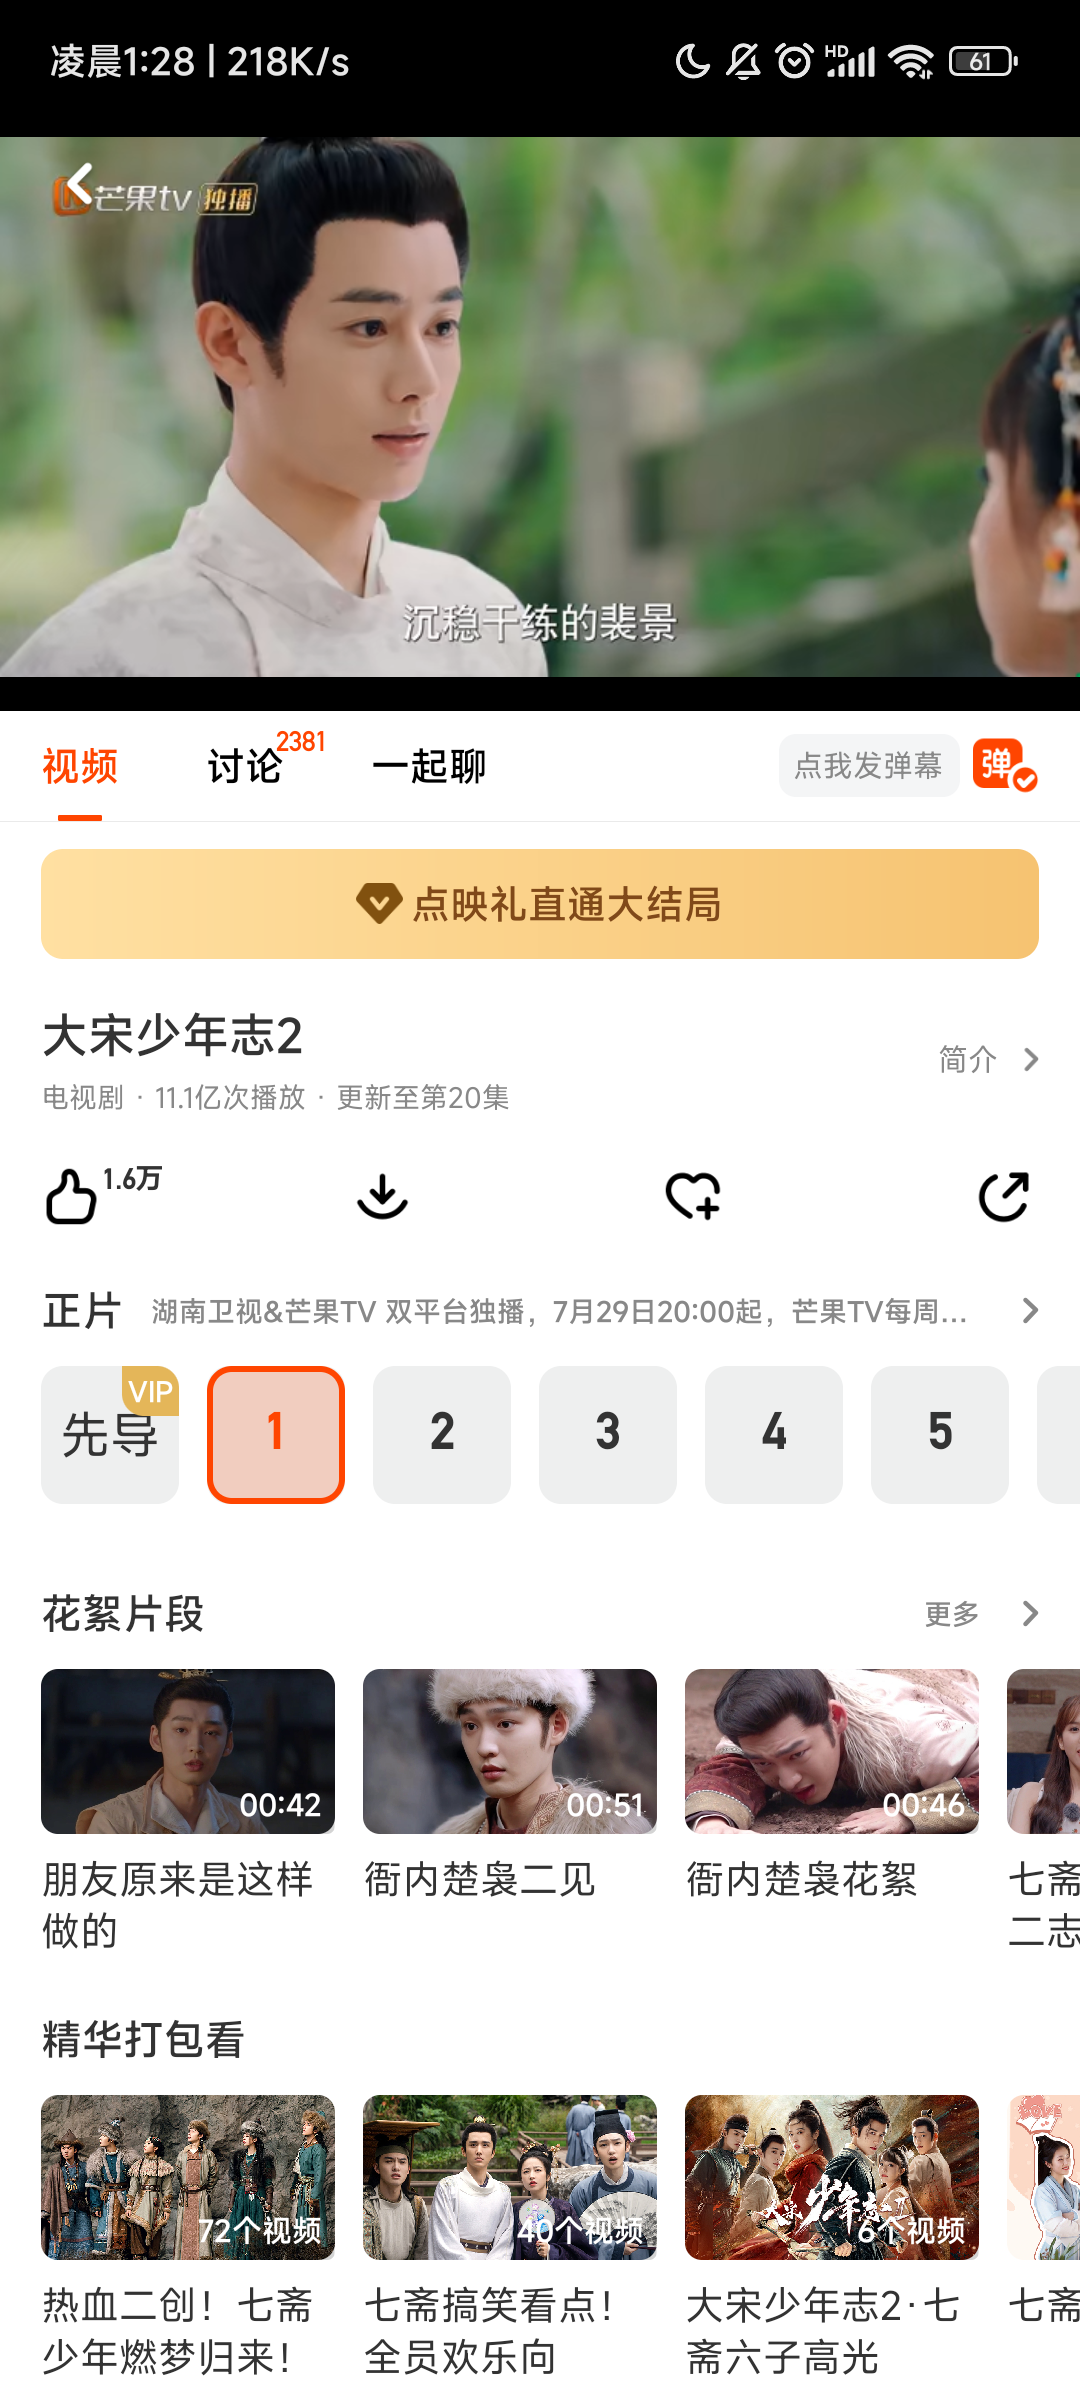 凌晨1:28 | 218K/s
HD
61
芒果tv 独播
沉稳干练的裴景
视频
讨论
2381
一起聊
点我发弹幕
弹
点映礼直通大结局
大宋少年志2
简介
电视剧 · 11.1亿次播放 · 更新至第20集
1.6万
正片
湖南卫视&芒果TV 双平台独播，7月29日20:00起，芒果TV每周...
VIP
先导
1
2
3
4
5
花絮片段
更多
00:42
00:51
00:46
朋友原来是这样
做的
衙内楚袅二见
衙内楚袅花絮
七斋
二志
精华打包看
72个视频
40个视频
大宋少年志II
6个视频
热血二创！七斋
少年燃梦归来！
七斋搞笑看点！
全员欢乐向
大宋少年志2·七
斋六子高光
七斋